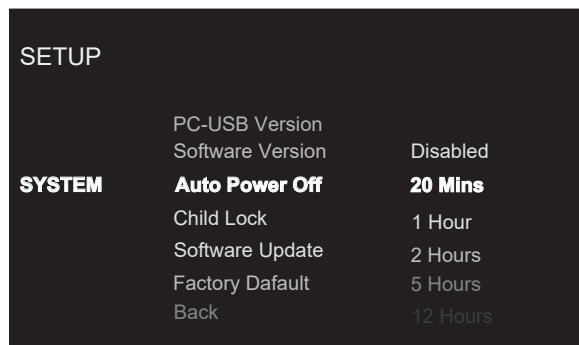 SETUP
PC-USB Version
Software Version Disabled
SYSTEM Auto Power Off 20 Mins
Child Lock 1 Hour
Software Update 2 Hours
Factory Dafault 5 Hours
Back 12 Hours